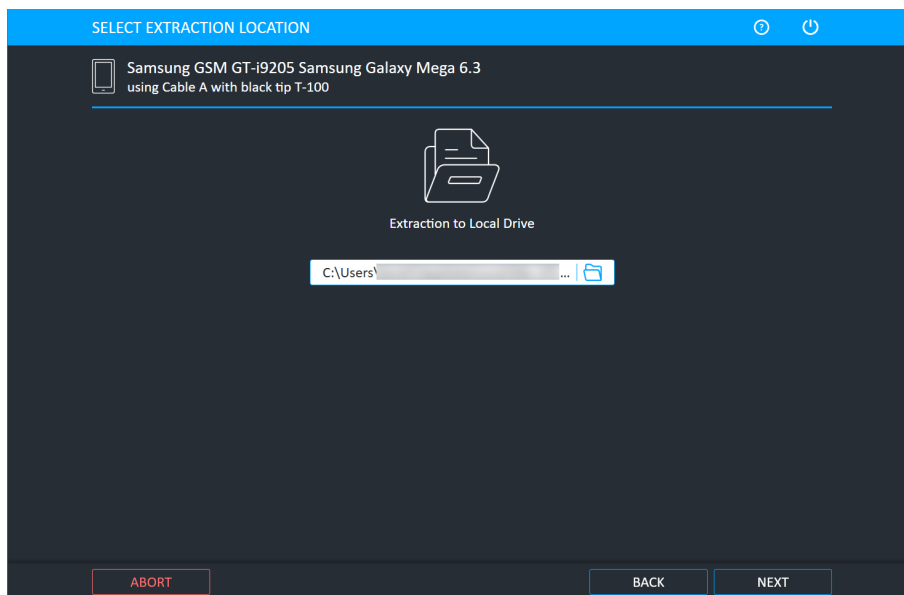 SELECT EXTRACTION LOCATION
Samsung GSM GT-i9205 Samsung Galaxy Mega 6.3
using Cable A with black tip T-100
Extraction to Local Drive
C:\Users\ ...
ABORT
BACK
NEXT